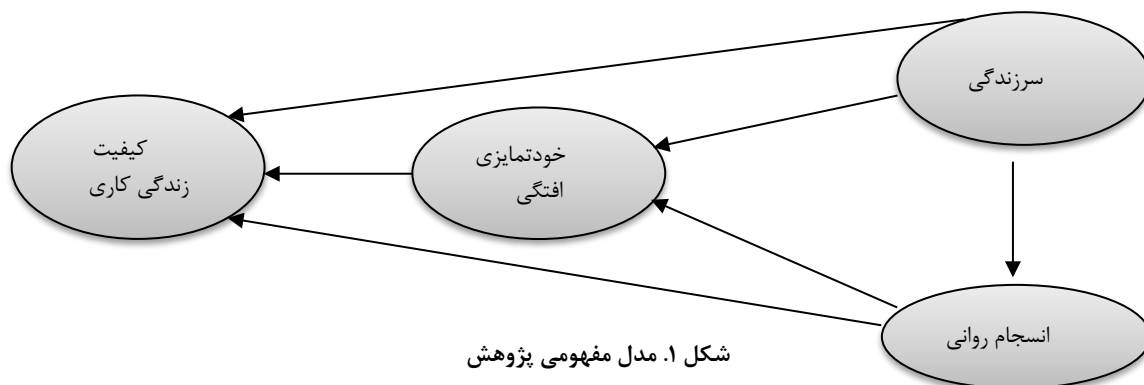 سرزندگی
خودتمایزی
افتگی
کیفیت
زندگی کاری
انسجام روانی
شکل ۱. مدل مفهومی پژوهش